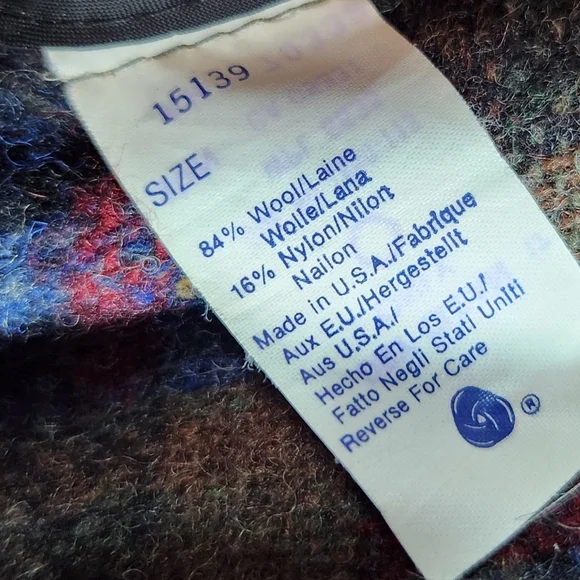 15139
SIZE
84% Wool/Laine
Wolle/Lana
16% Nylon/Nilon
Nailon
Made in U.S.A./Fabrique
Aux E.U./Hergestellt
Aus U.S.A./
Hecho En Los E.U./
Fatto Negli Stati Uniti
Reverse For Care
®